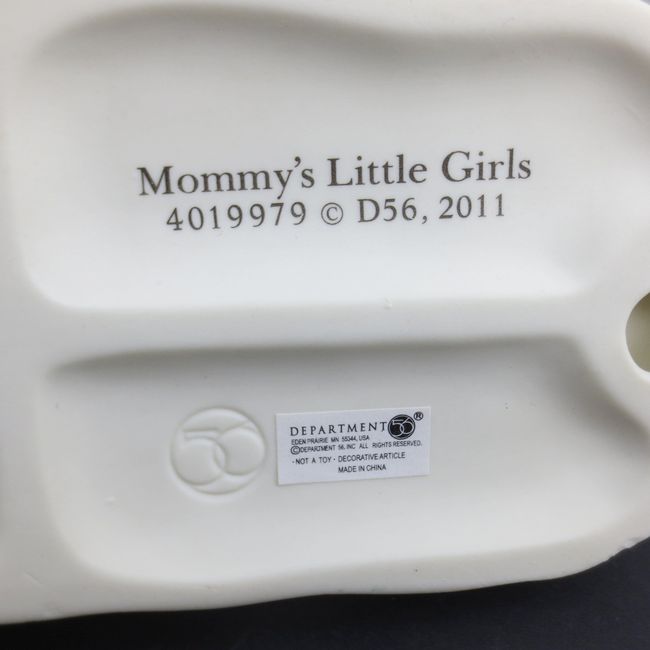 Mommy's Little Girls
4019979 © D56, 2011
56
DEPARTMENT 56®
EDEN PRAIRIE MN 55344, USA
©DEPARTMENT 56, INC ALL RIGHTS RESERVED.
·NOT A TOY · DECORATIVE ARTICLE
MADE IN CHINA